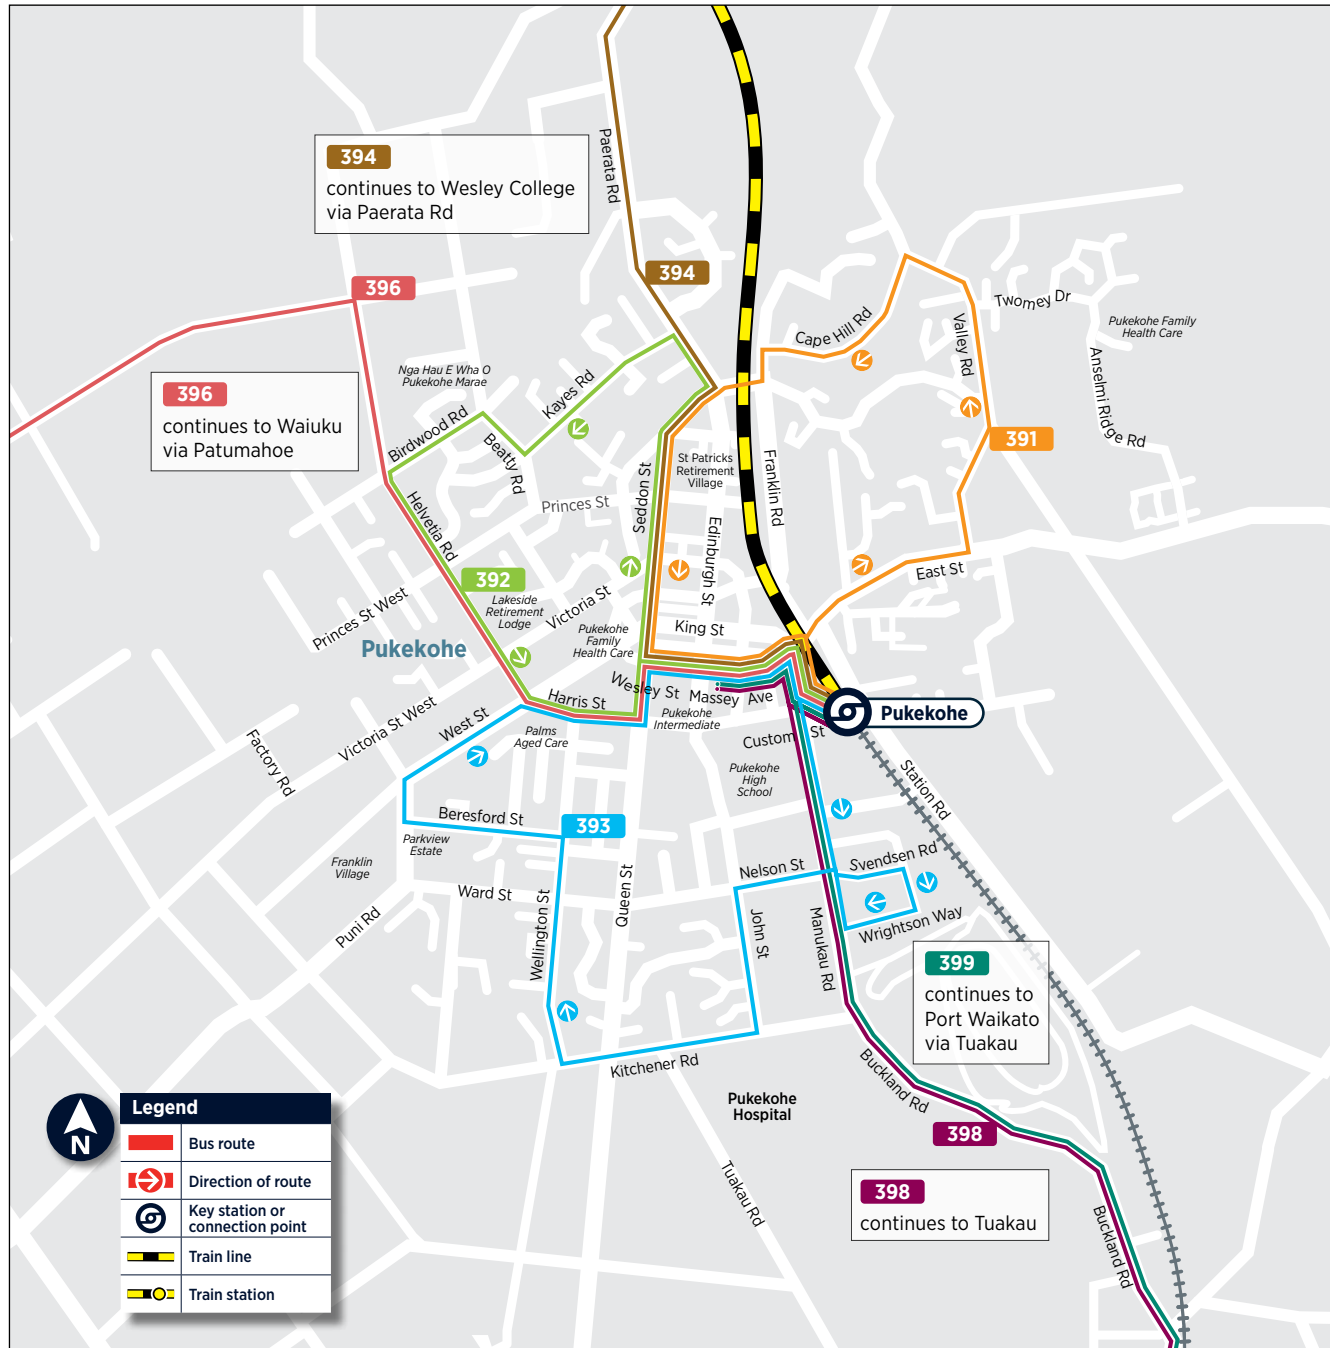 394
continues to Wesley College
via Paerata Rd
Paerata Rd
394
396
396
continues to Waiuku
via Patumahoe
Nga Hau E Wha O
Pukekohe Marae
Kayes Rd
Birdwood Rd
Beatty Rd
Princes St
Seddon St
St Patricks
Retirement
Village
Franklin Rd
Edinburgh St
Cape Hill Rd
Valley Rd
Twomey Dr
Pukekohe Family
Health Care
Anselmi Ridge Rd
391
East St
Helvetia Rd
392
Lakeside
Retirement
Lodge
Victoria St
Princes St West
Pukekohe
Pukekohe
Family
Health Care
King St
Wesley St
Massey Ave
Harris St
Pukekohe
Intermediate
Custom St
Pukekohe
Palms
Aged Care
West St
Victoria St West
Factory Rd
Pukekohe
High
School
Station Rd
Beresford St
393
Parkview
Estate
Franklin
Village
Ward St
Puni Rd
Wellington St
Queen St
Nelson St
John St
Svendsen Rd
Wrightson Way
Manukau Rd
399
continues to
Port Waikato
via Tuakau
Kitchener Rd
Buckland Rd
Pukekohe
Hospital
398
398
continues to Tuakau
Tuakau Rd
Buckland Rd
N
Legend
Bus route
Direction of route
Key station or
connection point
Train line
Train station